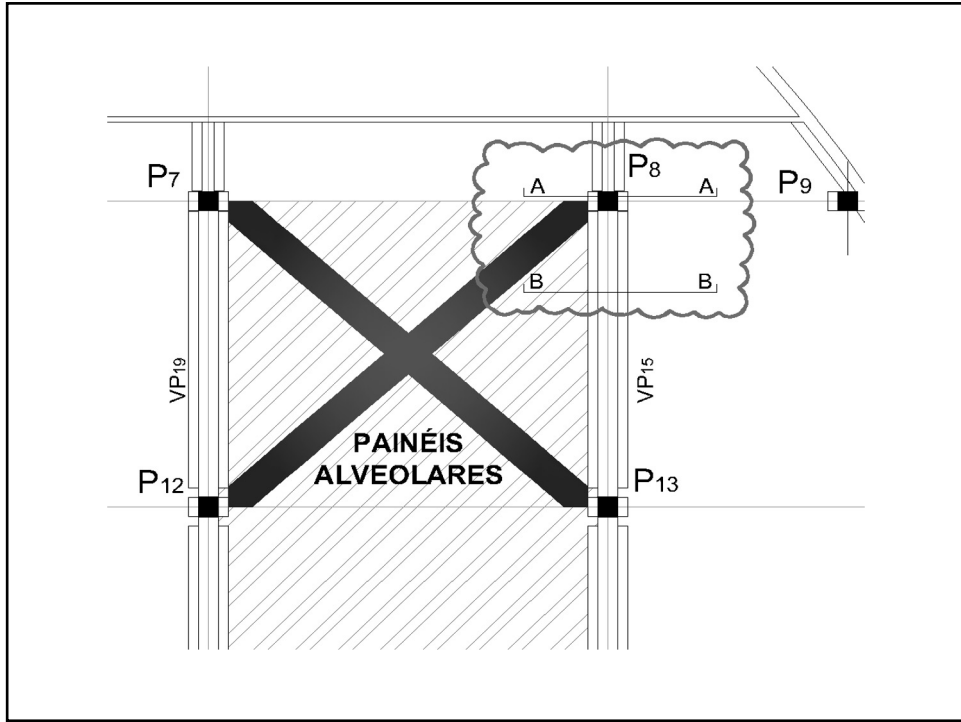 P7
P8
P9
A A
B B
VP19
VP15
PAINÉIS
ALVEOLARES
P12
P13